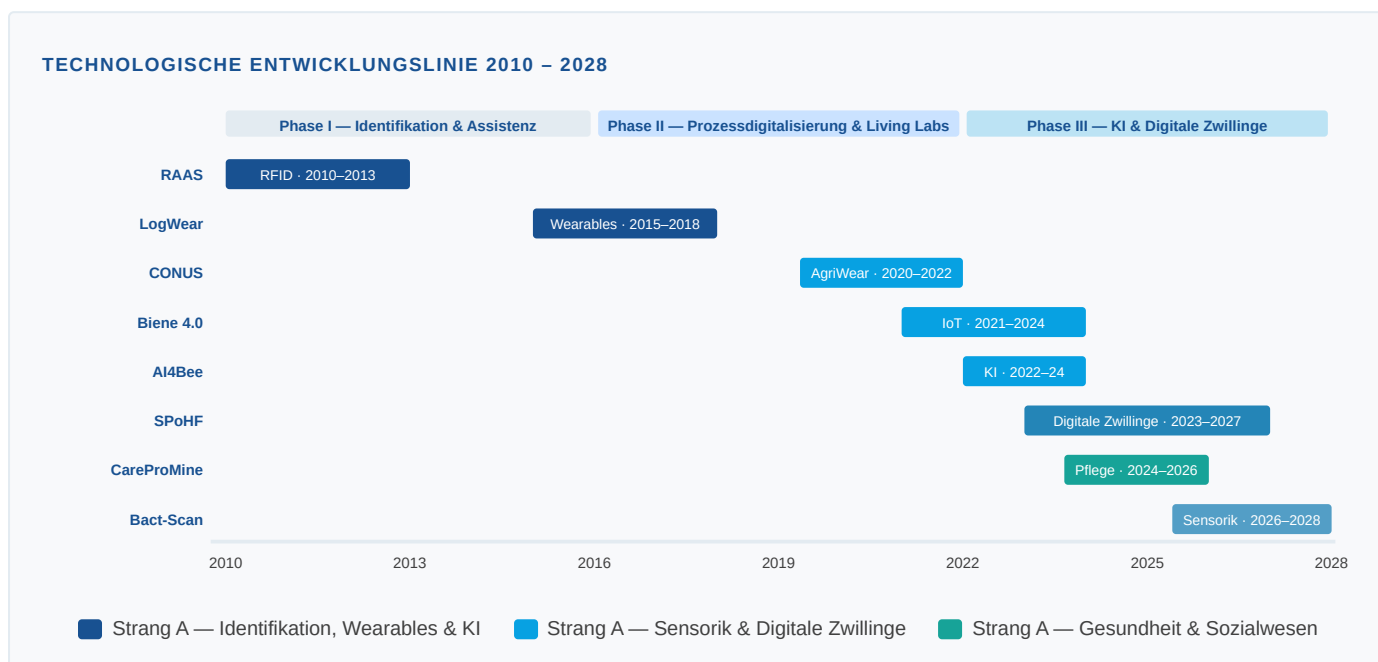 TECHNOLOGISCHE ENTWICKLUNGSLINIE 2010 – 2028
Phase I — Identifikation & Assistenz
Phase II — Prozessdigitalisierung & Living Labs
Phase III — KI & Digitale Zwillinge
RAAS
RFID · 2010–2013
LogWear
Wearables · 2015–2018
CONUS
AgriWear · 2020–2022
Biene 4.0
IoT · 2021–2024
AI4Bee
KI · 2022–24
SPoHF
Digitale Zwillinge · 2023–2027
CareProMine
Pflege · 2024–2026
Bact-Scan
Sensorik · 2026–2028
2010
2013
2016
2019
2022
2025
2028
Strang A — Identifikation, Wearables & KI
Strang A — Sensorik & Digitale Zwillinge
Strang A — Gesundheit & Sozialwesen